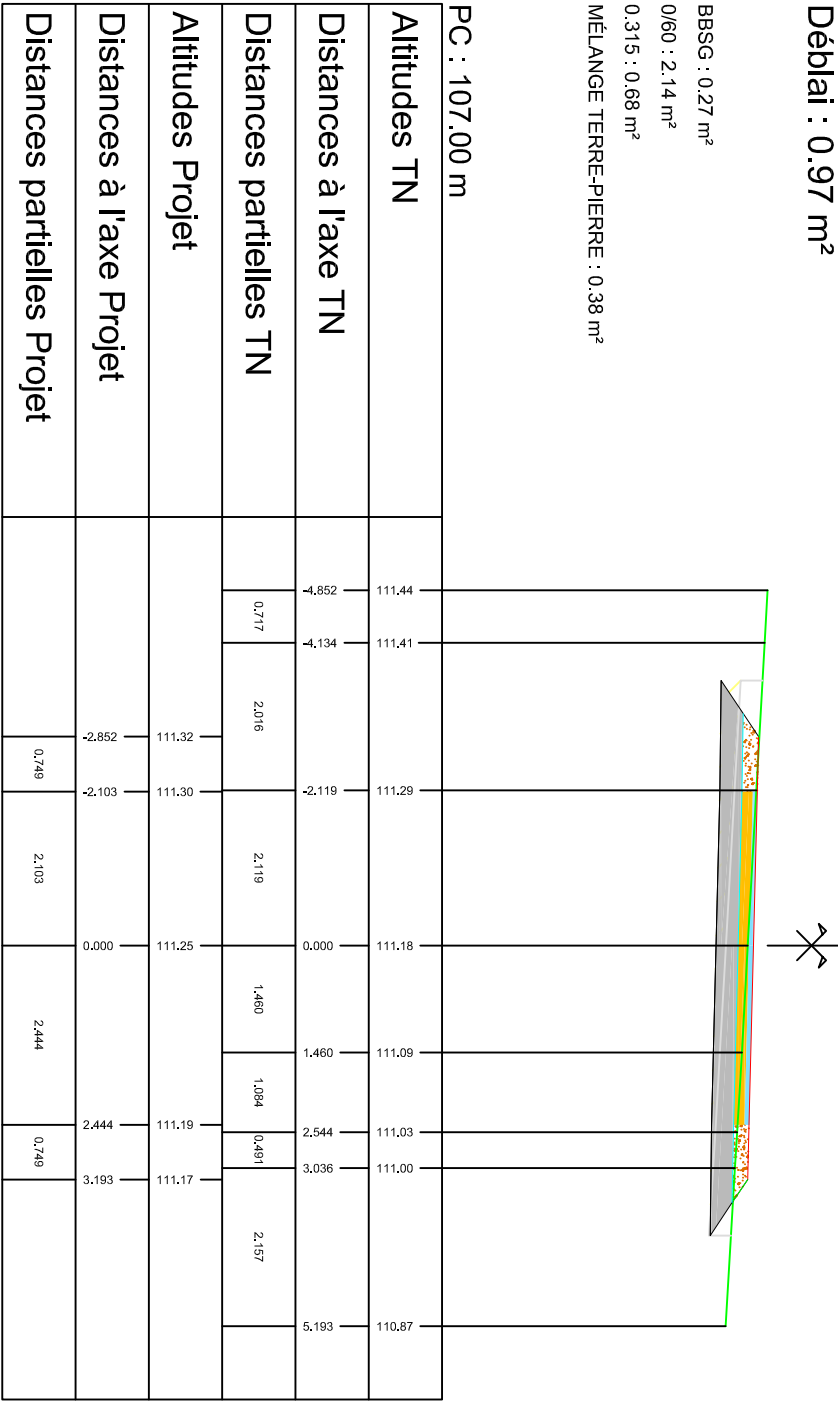 Déblai : 0.97 m²
BBSG : 0.27 m²
0/60 : 2.14 m²
0.315 : 0.68 m²
MÉLANGE TERRE-PIERRE : 0.38 m²
PC : 107.00 m
Altitudes TN
111.44 111.41 111.29 111.18 111.09 111.03 111.00 110.87
Distances à l'axe TN
-4.852 -4.134 -2.119 0.000 1.460 2.544 3.036 5.193
Distances partielles TN
0.717 2.016 2.119 1.460 1.084 0.491 2.157
Altitudes Projet
111.32 111.30 111.25 111.19 111.17
Distances à l'axe Projet
-2.852 -2.103 0.000 2.444 3.193
Distances partielles Projet
0.749 2.103 2.444 0.749